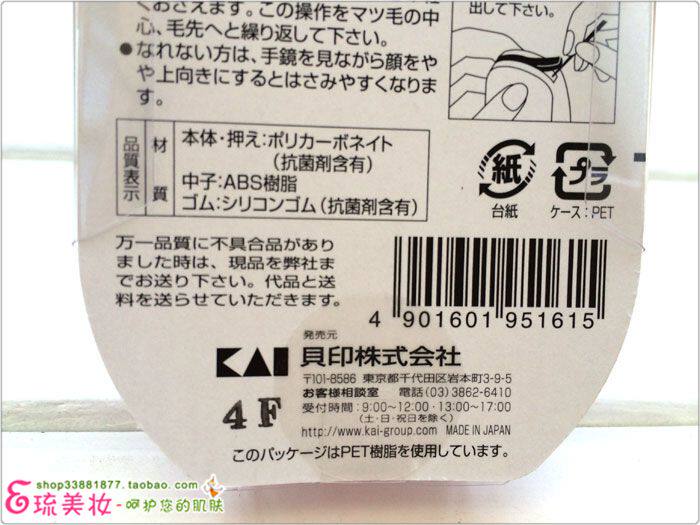 くおさえます。この操作をマツ毛の中
心、毛先へと繰り返して下さい。
●なれない方は、手鏡を見ながら顔をや
や上向きにするとはさみやすくなりま
す。
出して下さい。
品質表示
材質
本体・押え:ポリカーボネイト
(抗菌剤含有)
中子:ABS樹脂
ゴム:シリコンゴム(抗菌剤含有)
紙
台紙
プラ
ケース:PET
万一品質に不具合品があり
ました時は、現品を弊社ま
でお送り下さい。代品と送
料を送らせていただきます。
4 901601 951615
発売元
KAI 貝印株式会社
〒101-8586 東京都千代田区岩本町3-9-5
お客様相談室 電話(03)3862-6410
受付時間:9:00~12:00・13:00~17:00
(土・日・祝日を除く)
http://www.kai-group.com MADE IN JAPAN
4F
このパッケージはPET樹脂を使用しています。
shop33881877.taobao.com
琉美妆-呵护您的肌肤